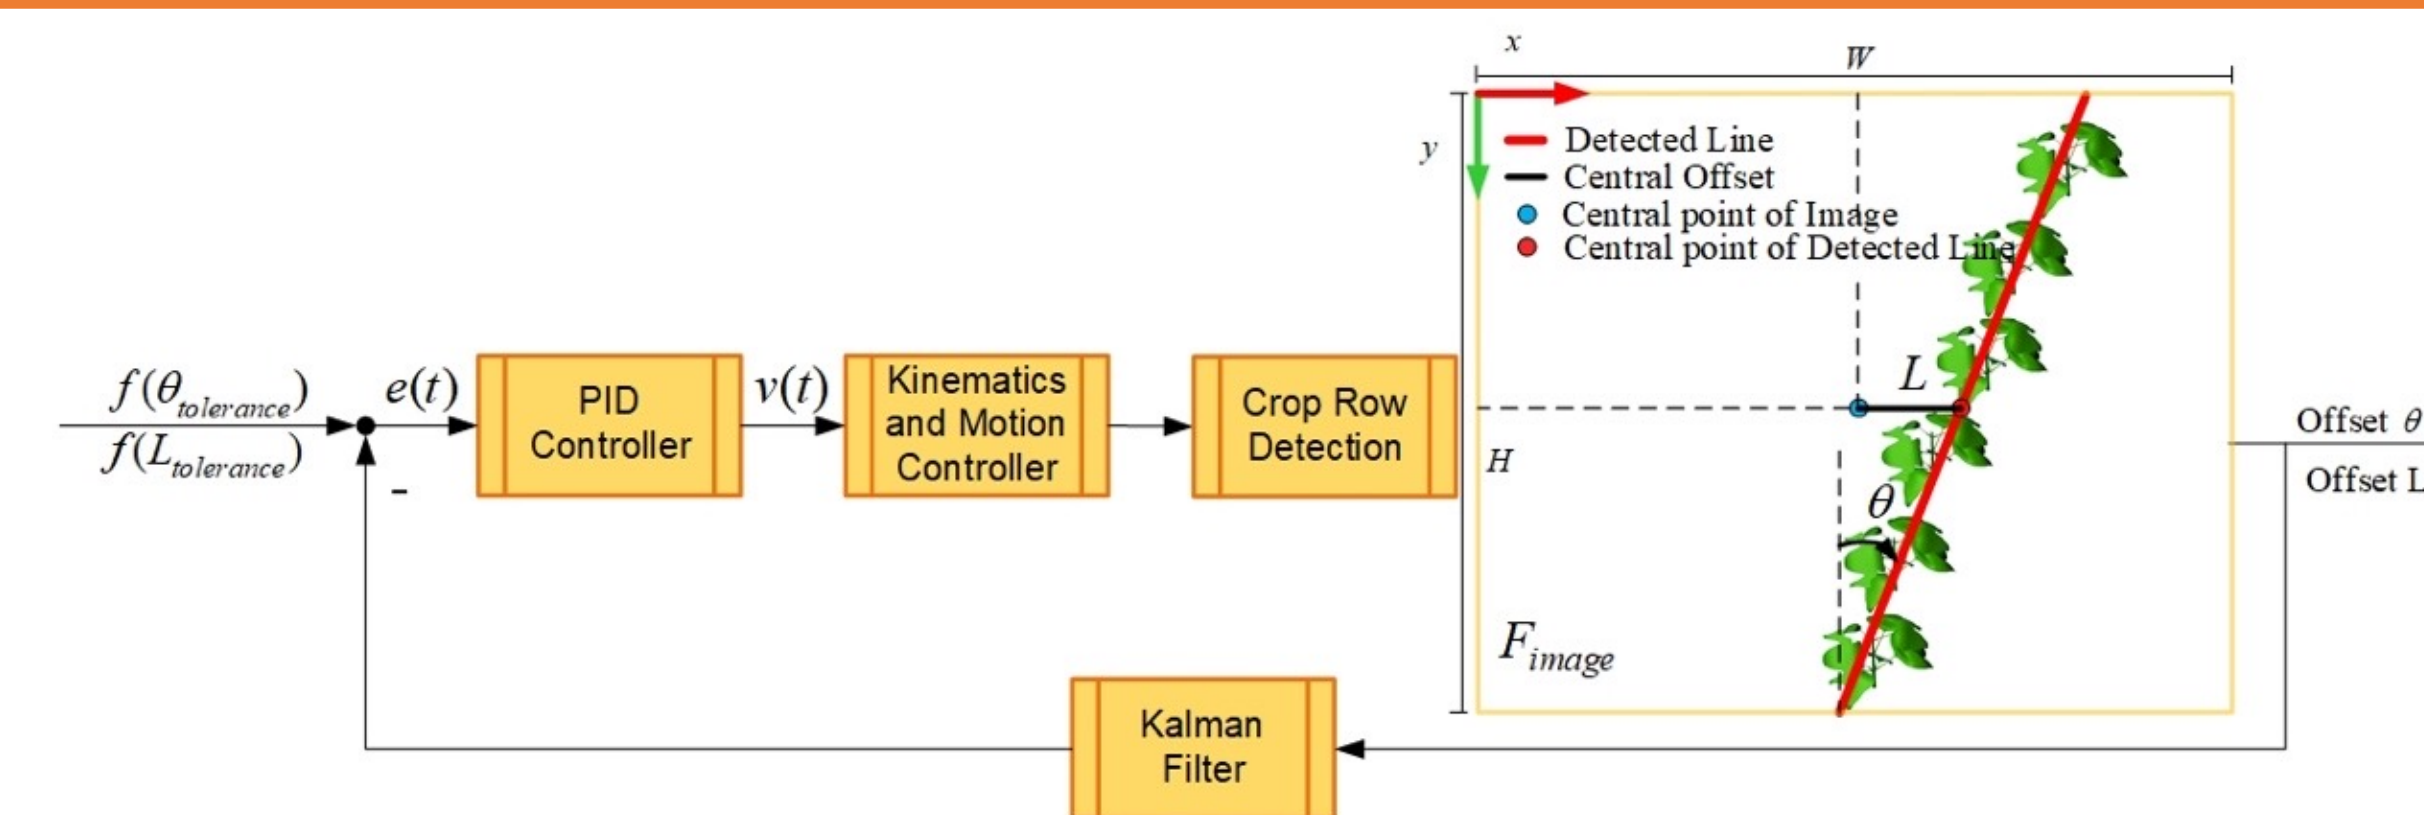 f(θtolerance)
f(Ltolerance)
e(t)
-
PID
Controller
v(t)
Kinematics
and Motion
Controller
Crop Row
Detection
x
W
y
H
Detected Line
Central Offset
Central point of Image
Central point of Detected Line
L
θ
Fimage
Offset θ
Offset L
Kalman
Filter